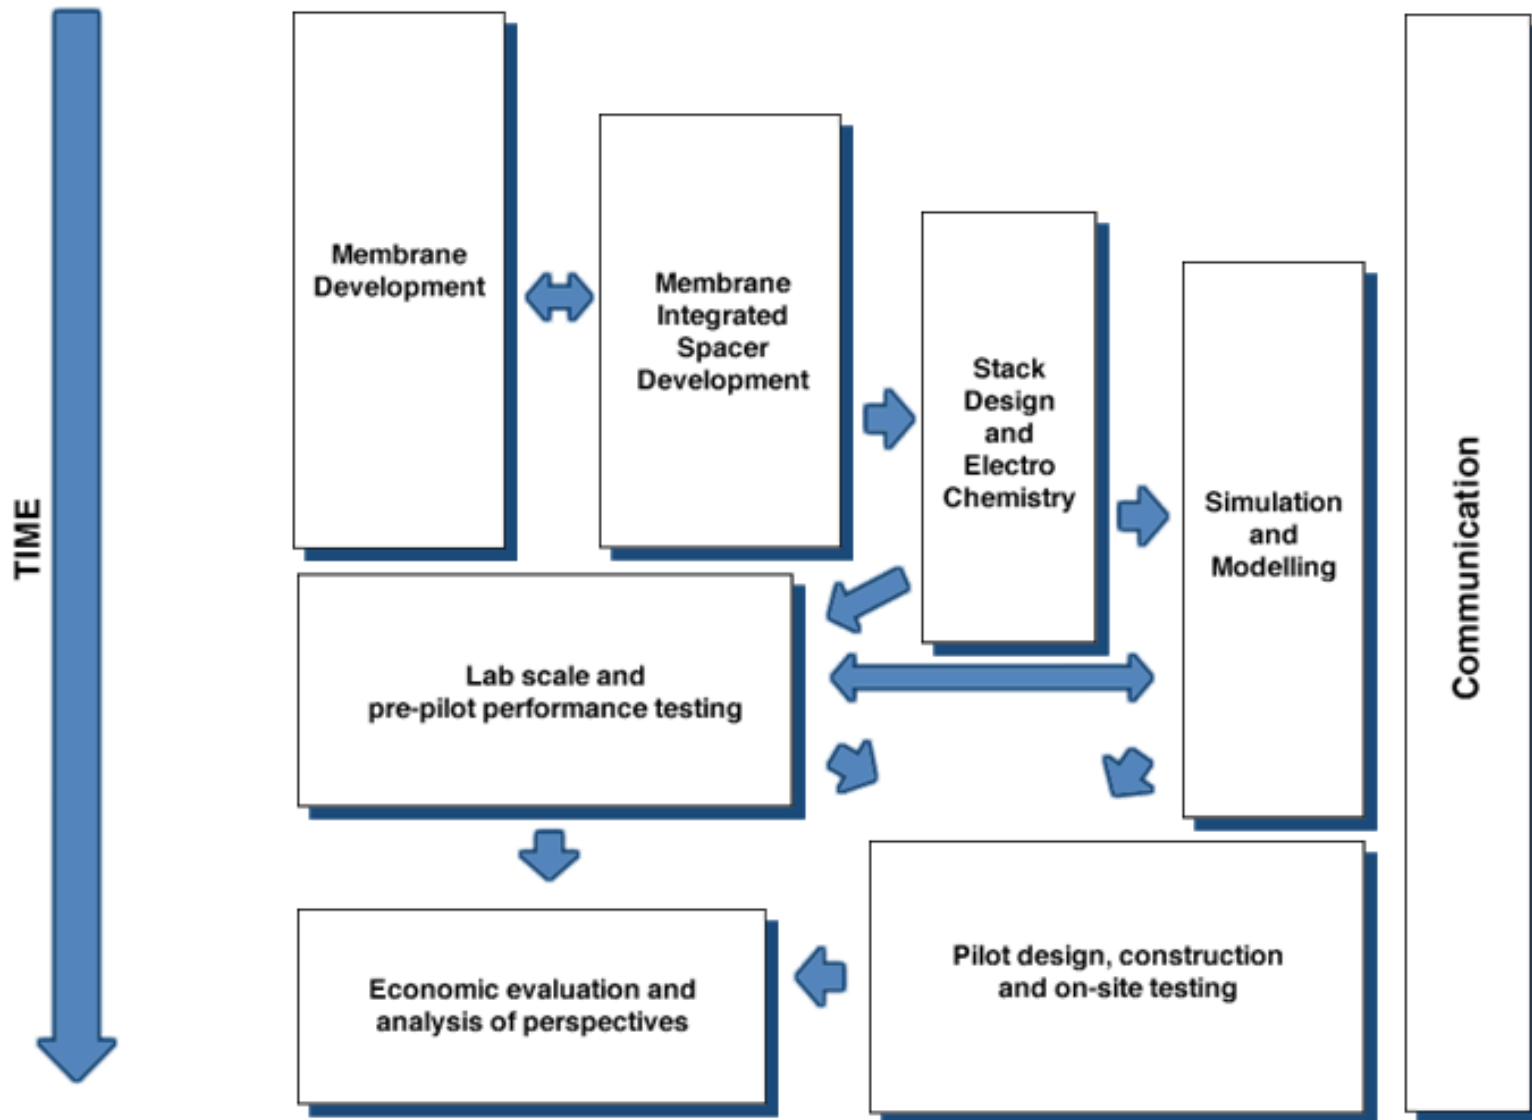 TIME
Membrane
Development
Membrane
Integrated
Spacer
Development
Stack
Design
and
Electro
Chemistry
Simulation
and
Modelling
Communication
Lab scale and
pre-pilot performance testing
Pilot design, construction
and on-site testing
Economic evaluation and
analysis of perspectives